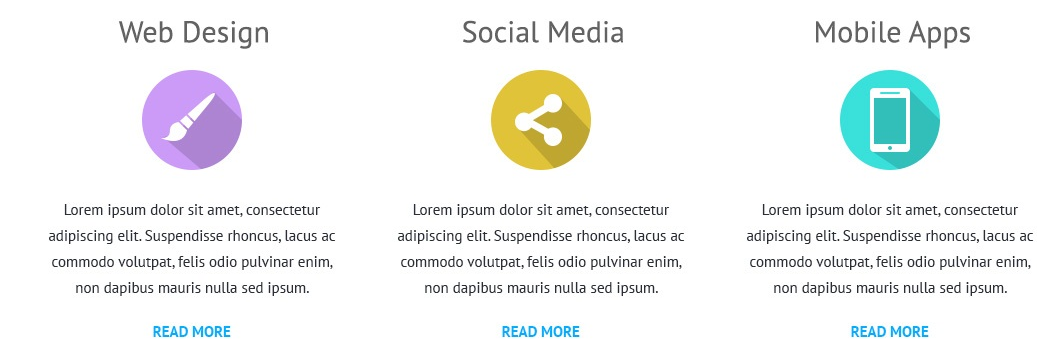 Web Design
Lorem ipsum dolor sit amet, consectetur
adipiscing elit. Suspendisse rhoncus, lacus ac
commodo volutpat, felis odio pulvinar enim,
non dapibus mauris nulla sed ipsum.
READ MORE
Social Media
Lorem ipsum dolor sit amet, consectetur
adipiscing elit. Suspendisse rhoncus, lacus ac
commodo volutpat, felis odio pulvinar enim,
non dapibus mauris nulla sed ipsum.
READ MORE
Mobile Apps
Lorem ipsum dolor sit amet, consectetur
adipiscing elit. Suspendisse rhoncus, lacus ac
commodo volutpat, felis odio pulvinar enim,
non dapibus mauris nulla sed ipsum.
READ MORE